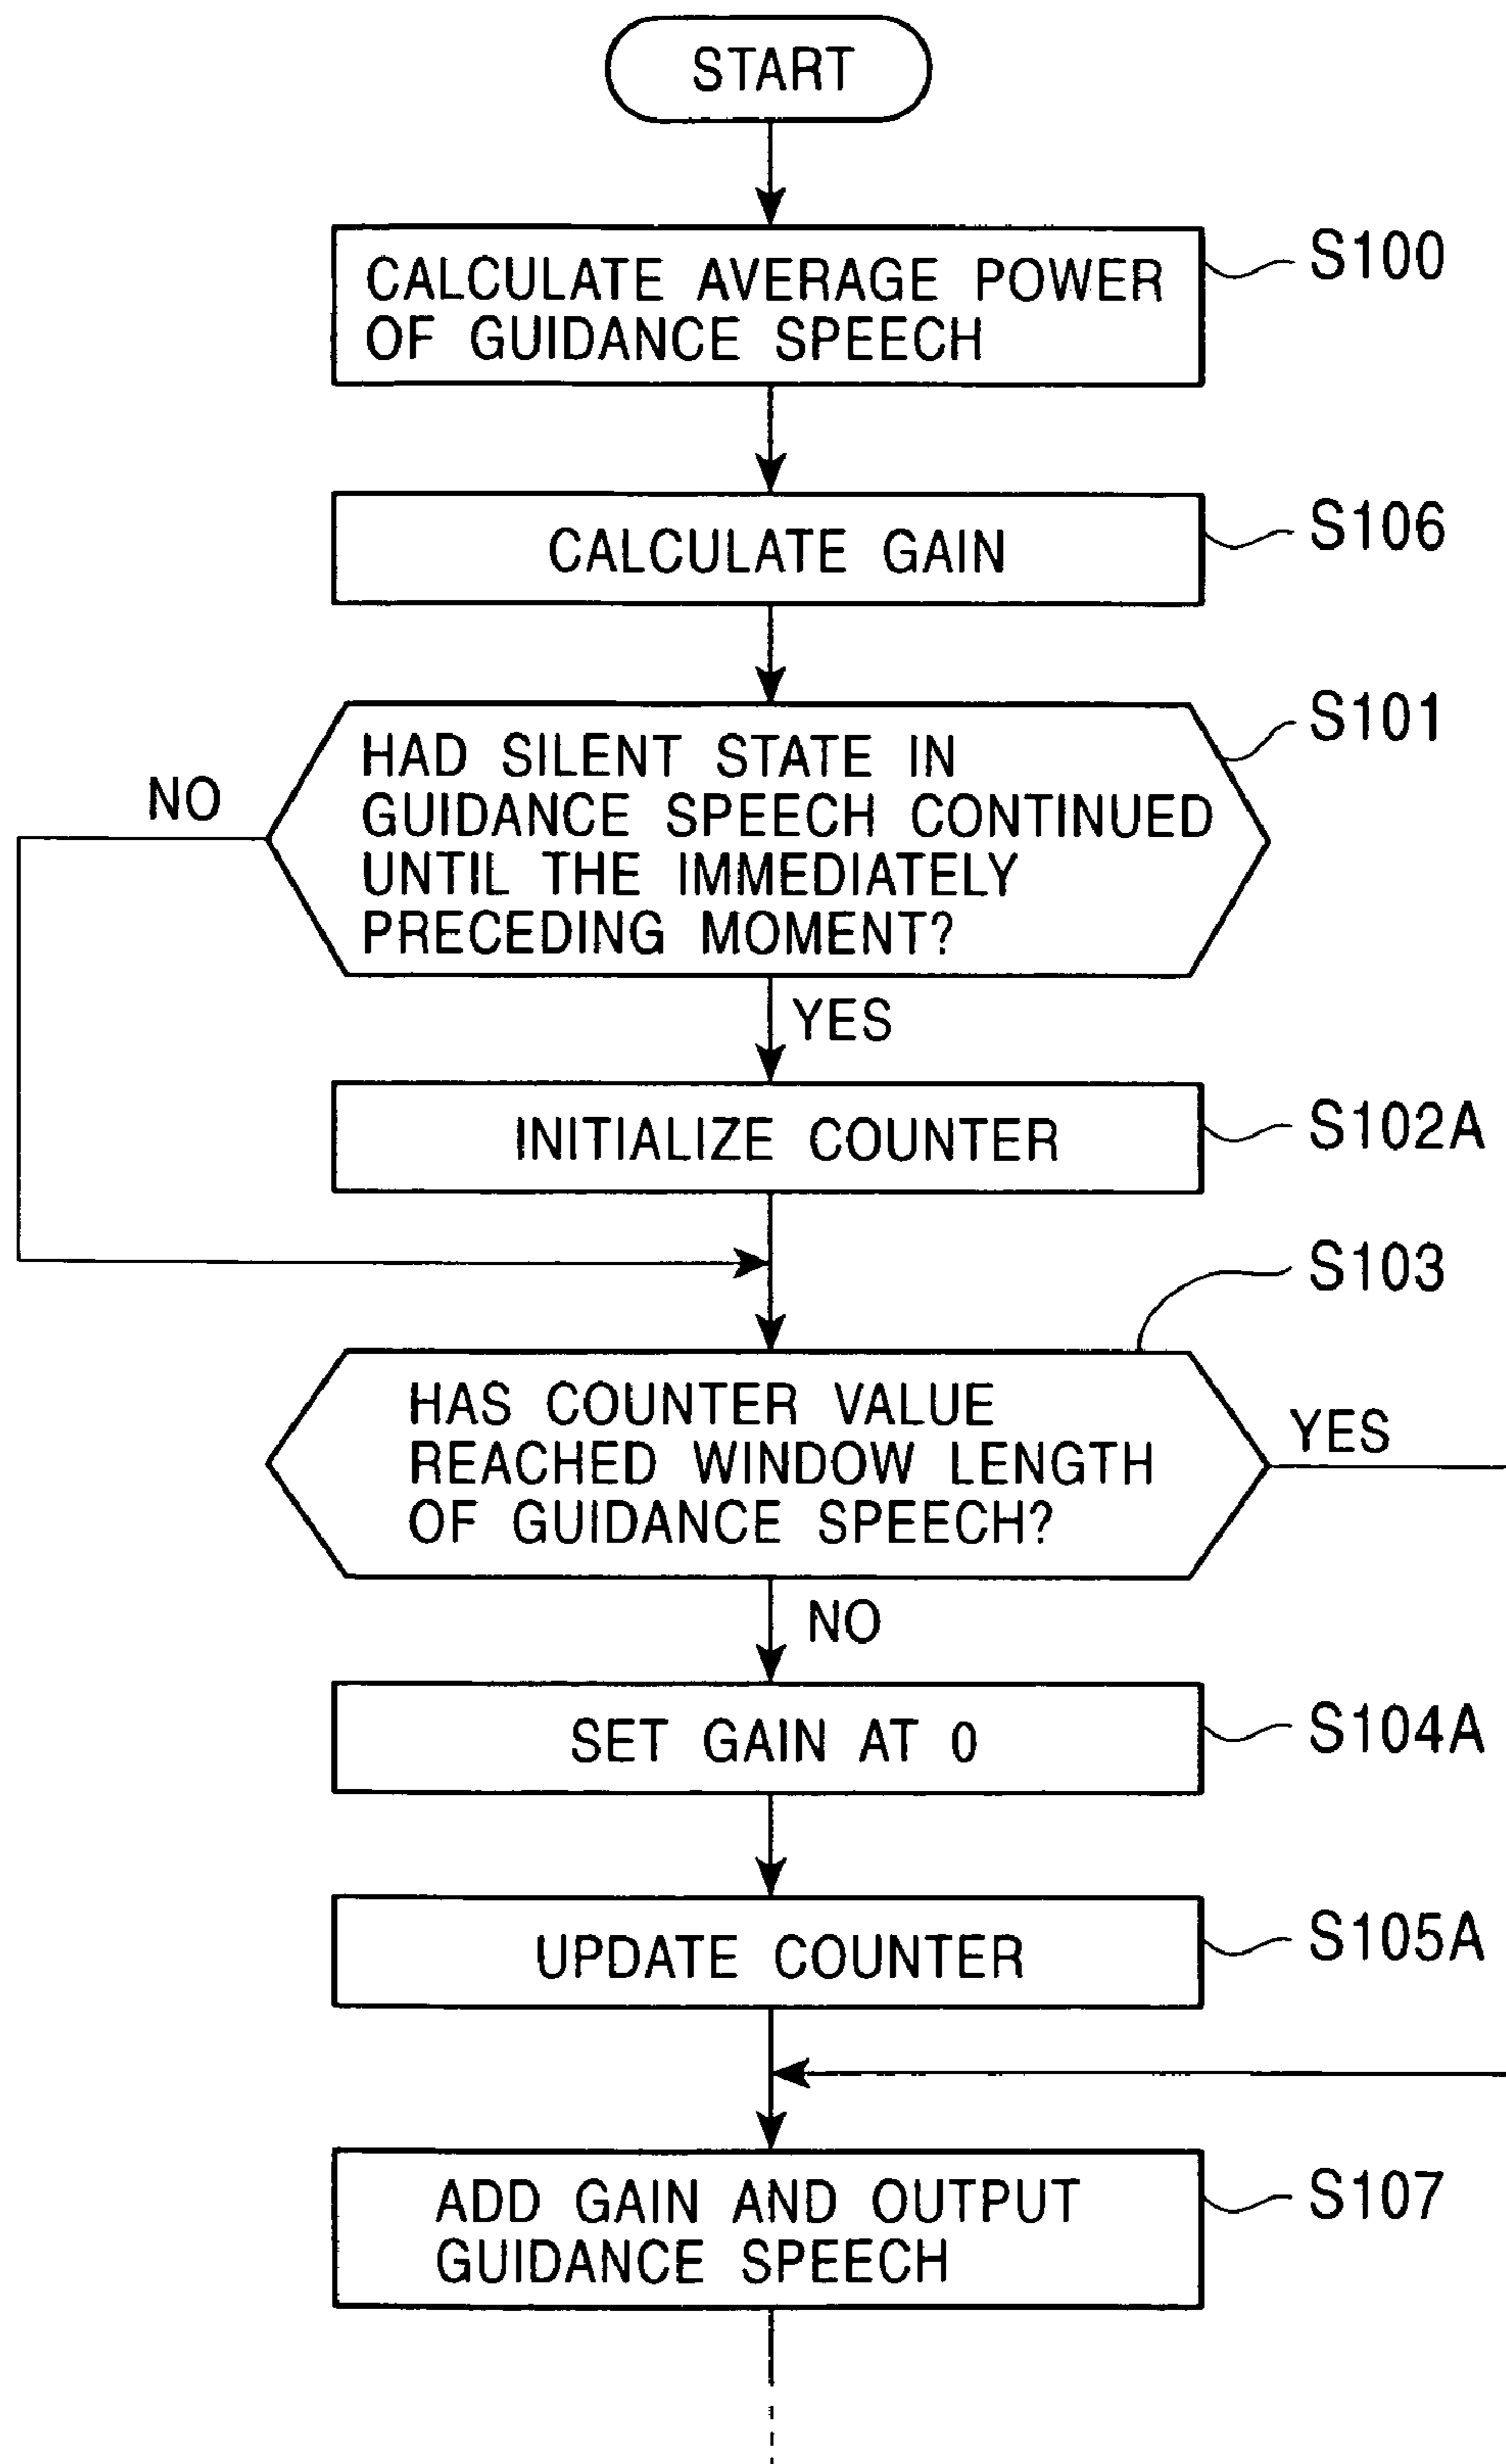 START
CALCULATE AVERAGE POWER
OF GUIDANCE SPEECH
S100
CALCULATE GAIN
S106
HAD SILENT STATE IN
GUIDANCE SPEECH CONTINUED
UNTIL THE IMMEDIATELY
PRECEDING MOMENT?
S101
NO
YES
INITIALIZE COUNTER
S102A
S103
HAS COUNTER VALUE
REACHED WINDOW LENGTH
OF GUIDANCE SPEECH?
YES
NO
SET GAIN AT 0
S104A
UPDATE COUNTER
S105A
ADD GAIN AND OUTPUT
GUIDANCE SPEECH
S107